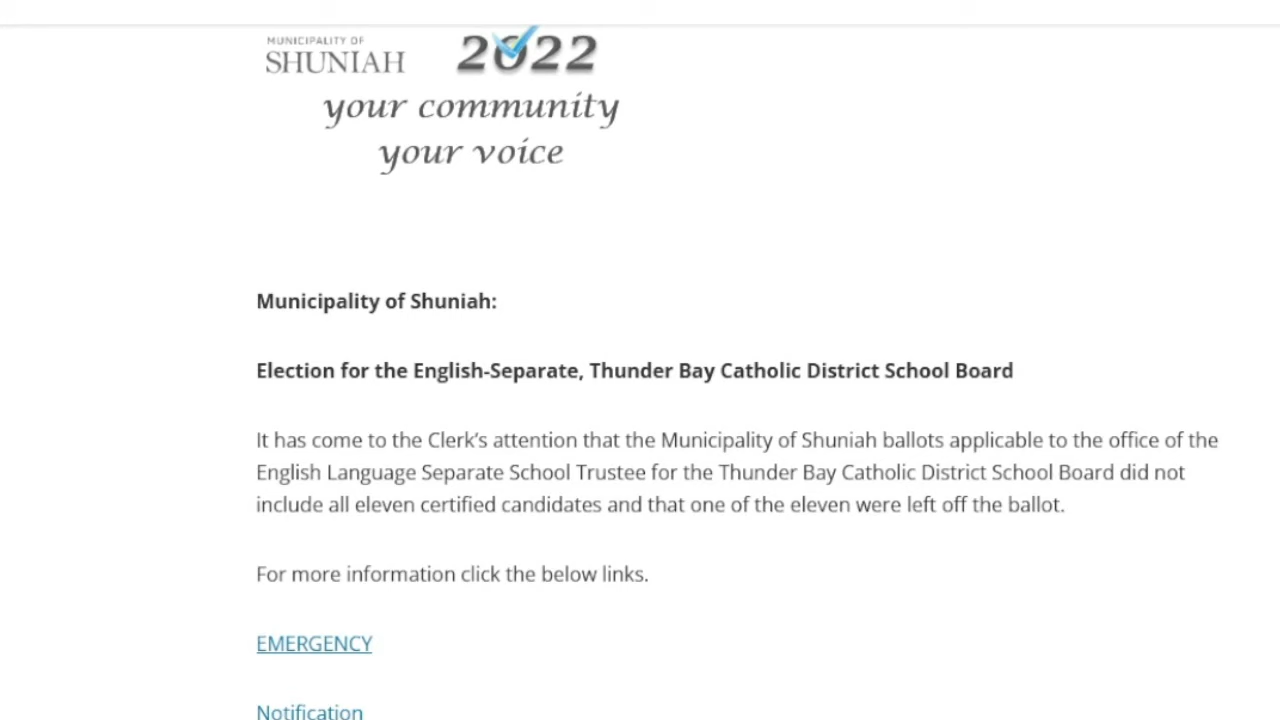 MUNICIPALITY OF
SHUNIAH
2022
your community
your voice
Municipality of Shuniah:
Election for the English-Separate, Thunder Bay Catholic District School Board
It has come to the Clerk’s attention that the Municipality of Shuniah ballots applicable to the office of the
English Language Separate School Trustee for the Thunder Bay Catholic District School Board did not
include all eleven certified candidates and that one of the eleven were left off the ballot.
For more information click the below links.
EMERGENCY
Notification